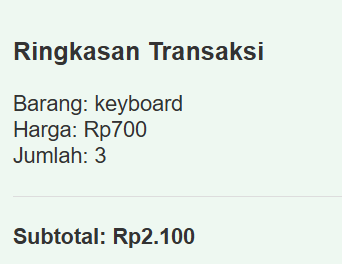 Ringkasan Transaksi
Barang: keyboard
Harga: Rp700
Jumlah: 3
Subtotal: Rp2.100